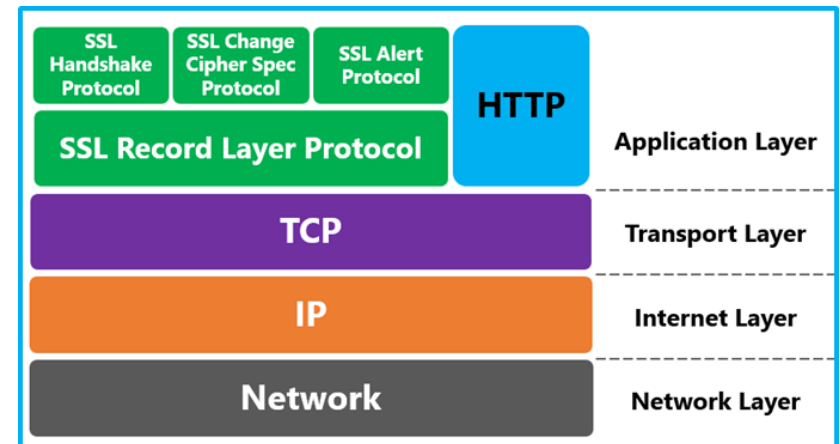 SSL
Handshake
Protocol
SSL Change
Cipher Spec
Protocol
SSL Alert
Protocol
HTTP
SSL Record Layer Protocol
Application Layer
TCP
Transport Layer
IP
Internet Layer
Network
Network Layer